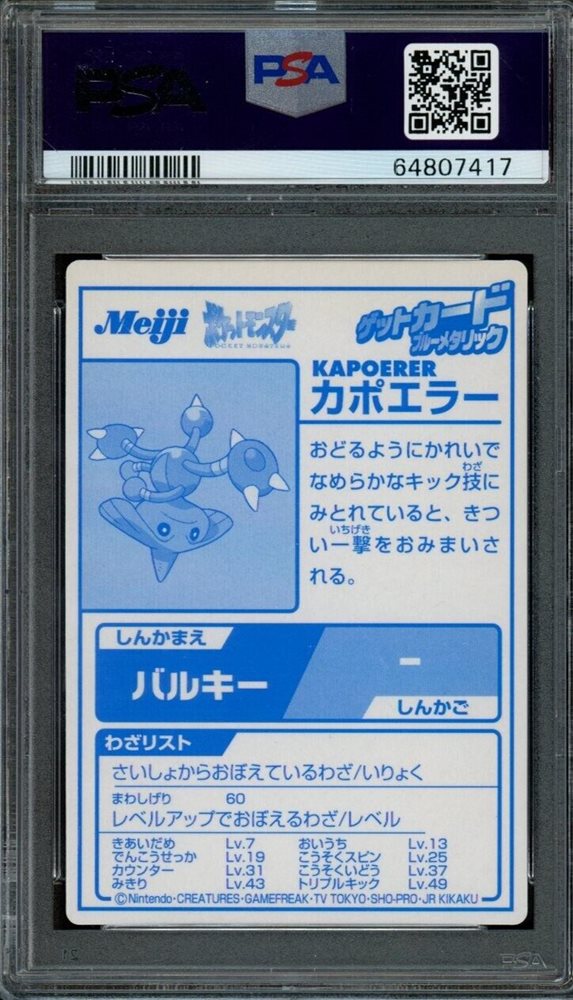 PSA
PSA
64807417
Meiji
ポケットモンスター
POCKET MONSTERS
ゲットカード
ブルーメタリック
KAPOERER
カポエラー
おどるようにかれいで
わざ
なめらかなキック技に
みとれていると、きつ
いちげき
い一撃をおみまいさ
れる。
しんかまえ
バルキー
-
しんかご
わざリスト
さいしょからおぼえているわざ/いりょく
まわしげり 60
レベルアップでおぼえるわざ/レベル
きあいだめ Lv.7 おいうち Lv.13
でんこうせっか Lv.19 こうそくスピン Lv.25
カウンター Lv.31 こうそくいどう Lv.37
みきり Lv.43 トリプルキック Lv.49
©Nintendo・CREATURES・GAMEFREAK・TV TOKYO・SHO-PRO・JR KIKAKU
21
PSA